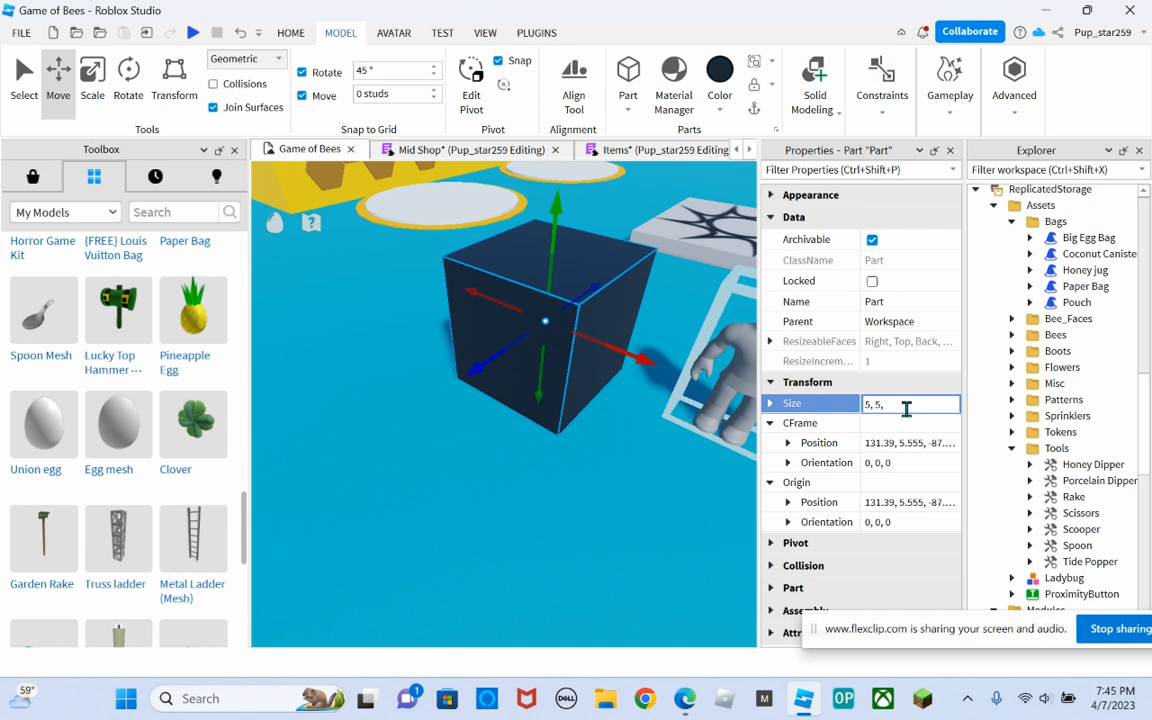 Game of Bees - Roblox Studio
FILE
HOME MODEL AVATAR TEST VIEW PLUGINS
Collaborate
Pup_star259
Select Move Scale Rotate Transform
Geometric
Collisions
Join Surfaces
Tools
Rotate 45 °
Move 0 studs
Snap to Grid
Edit Pivot
Snap
Pivot
Align Tool
Alignment
Part
Material Manager
Color
Parts
Solid Modeling
Constraints
Gameplay
Advanced
Toolbox
My Models
Search
Horror Game Kit
{FREE} Louis Vuitton Bag
Paper Bag
Spoon Mesh
Lucky Top Hammer ...
Pineapple Egg
Union egg
Egg mesh
Clover
Garden Rake
Truss ladder
Metal Ladder (Mesh)
Game of Bees
Mid Shop* (Pup_star259 Editing)
Items* (Pup_star259 Editing
Properties - Part "Part"
Filter Properties (Ctrl+Shift+P)
Appearance
Data
Archivable
ClassName Part
Locked
Name Part
Parent Workspace
ResizeableFaces Right, Top, Back, ...
ResizeIncrem... 1
Transform
Size 5, 5,
CFrame
Position 131.39, 5.555, -87....
Orientation 0, 0, 0
Origin
Position 131.39, 5.555, -87....
Orientation 0, 0, 0
Pivot
Collision
Part
Assembly
Attr
Explorer
Filter workspace (Ctrl+Shift+X)
ReplicatedStorage
Assets
Bags
Big Egg Bag
Coconut Caniste
Honey jug
Paper Bag
Pouch
Bee_Faces
Bees
Boots
Flowers
Misc
Patterns
Sprinklers
Tokens
Tools
Honey Dipper
Porcelain Dipper
Rake
Scissors
Scooper
Spoon
Tide Popper
Ladybug
ProximityButton
Modules
www.flexclip.com is sharing your screen and audio.
Stop sharing
59°
Search
1
DELL
M
OP
7:45 PM
4/7/2023